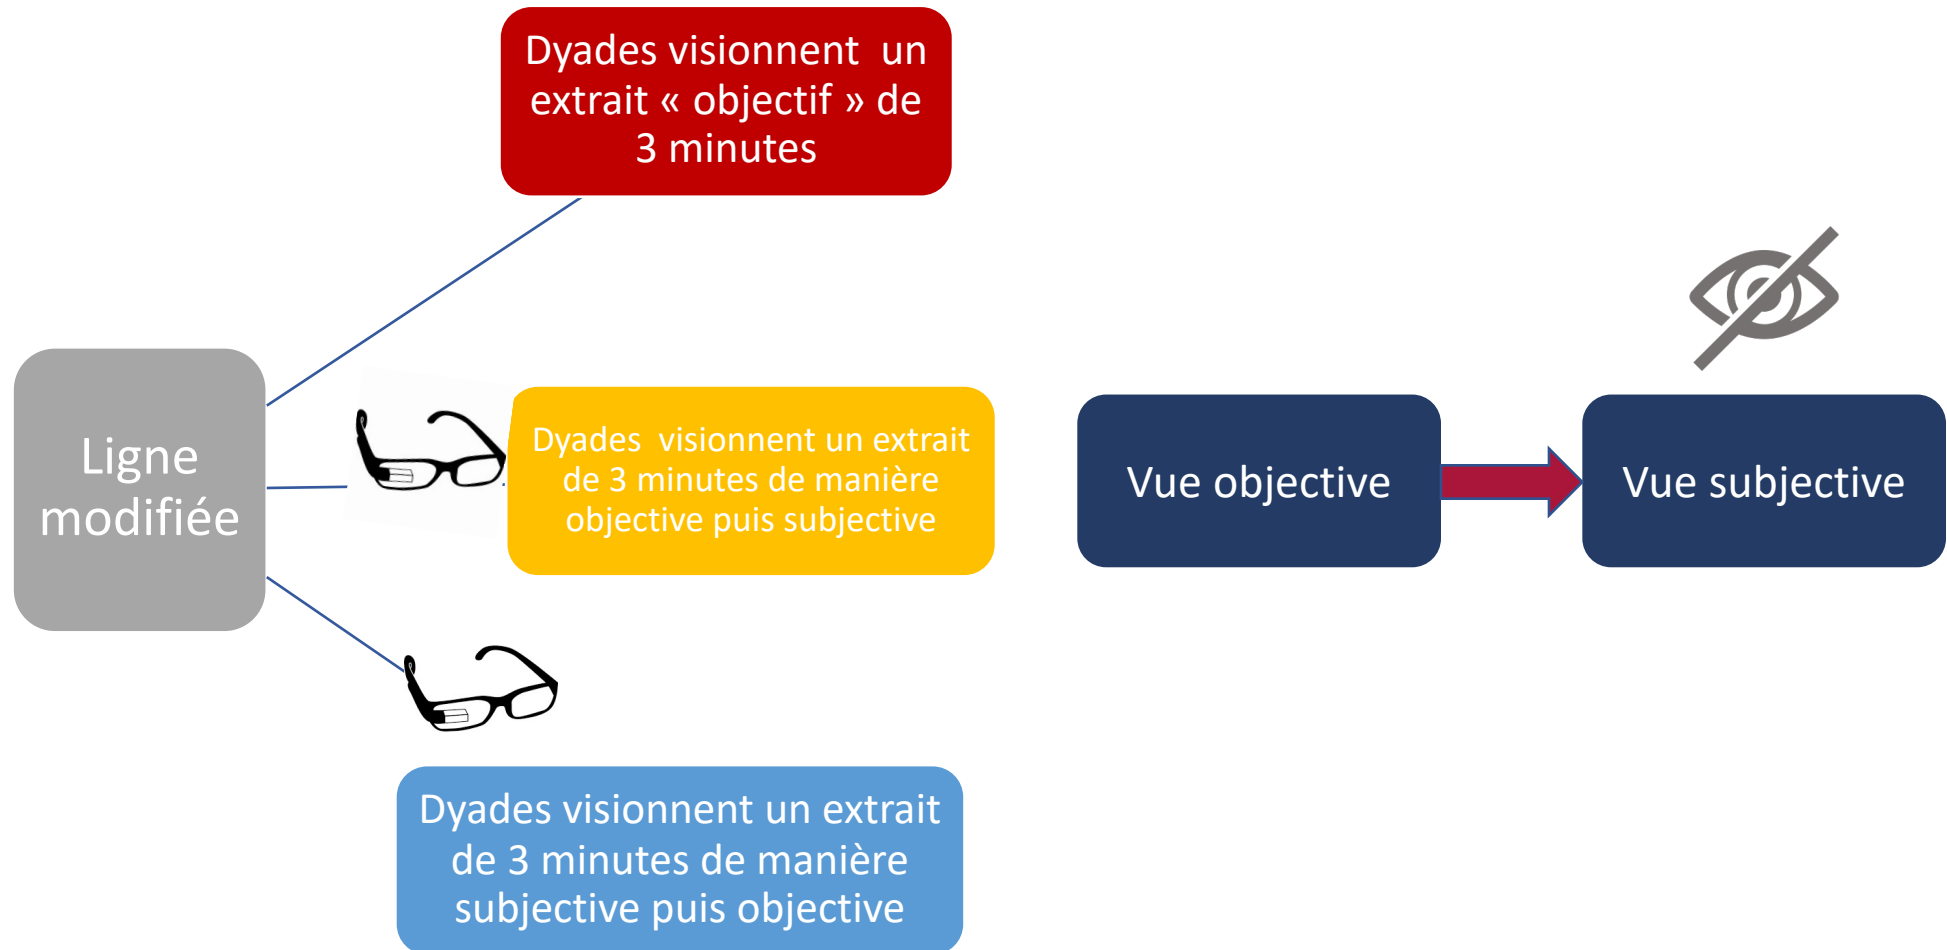 Dyades visionnent un
extrait « objectif » de
3 minutes
Ligne
modifiée
Dyades visionnent un extrait
de 3 minutes de manière
objective puis subjective
Vue objective
Vue subjective
Dyades visionnent un extrait
de 3 minutes de manière
subjective puis objective